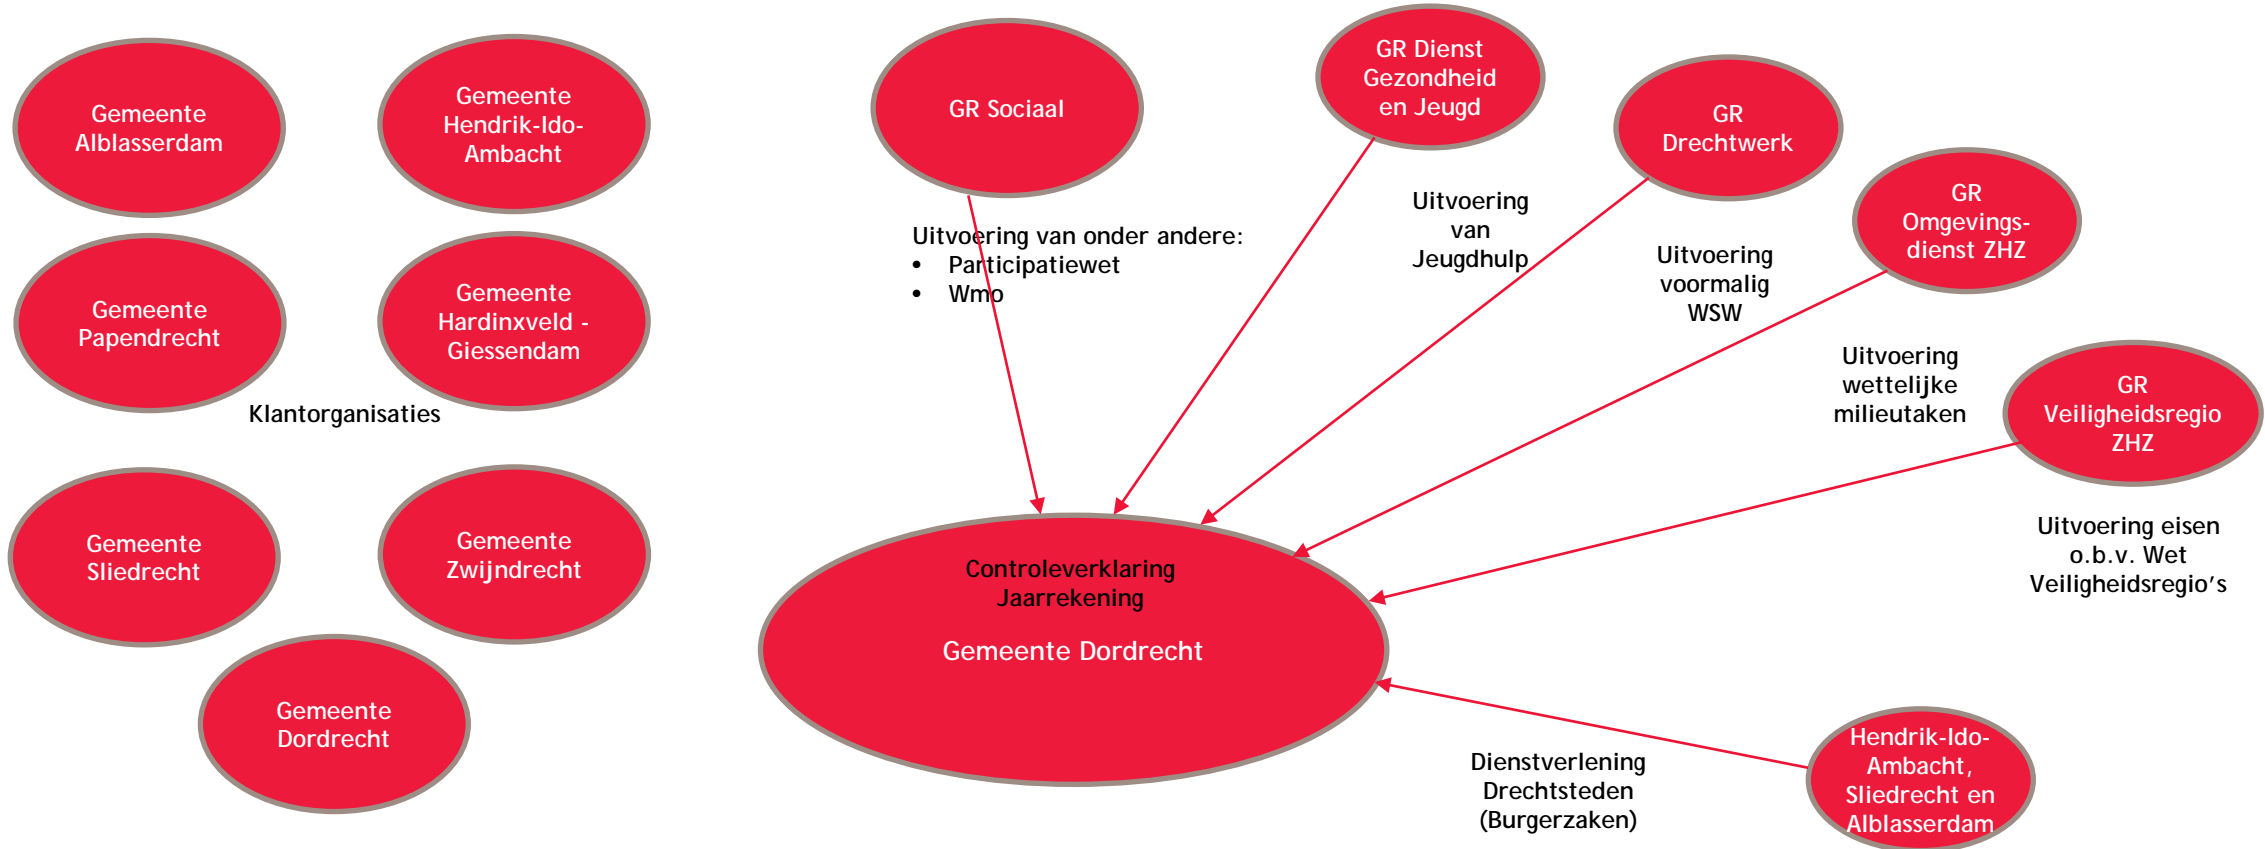 Gemeente
Alblasserdam
Gemeente
Hendrik-Ido-
Ambacht
Gemeente
Papendrecht
Gemeente
Hardinxveld -
Giessendam
Klantorganisaties
Gemeente
Sliedrecht
Gemeente
Zwijndrecht
Gemeente
Dordrecht
GR Sociaal
Uitvoering van onder andere:
• Participatiewet
• Wmo
GR Dienst
Gezondheid
en Jeugd
Uitvoering
van
Jeugdhulp
GR
Drechtwerk
Uitvoering
voormalig
WSW
GR
Omgevings-
dienst ZHZ
Uitvoering
wettelijke
milieutaken
GR
Veiligheidsregio
ZHZ
Uitvoering eisen
o.b.v. Wet
Veiligheidsregio's
Controleverklaring
Jaarrekening
Gemeente Dordrecht
Dienstverlening
Drechtsteden
(Burgerzaken)
Hendrik-Ido-
Ambacht,
Sliedrecht en
Alblasserdam